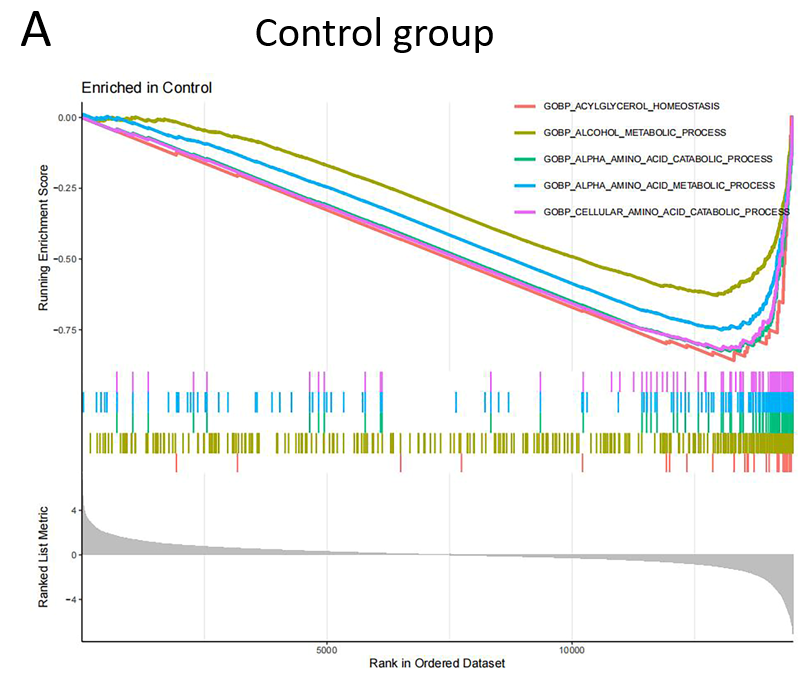 A
Control group
Enriched in Control
GOBP_ACYLGLYCEROL_HOMEOSTASIS
GOBP_ALCOHOL_METABOLIC_PROCESS
GOBP_ALPHA_AMINO_ACID_CATABOLIC_PROCESS
GOBP_ALPHA_AMINO_ACID_METABOLIC_PROCESS
GOBP_CELLULAR_AMINO_ACID_CATABOLIC_PROCESS
Running Enrichment Score
0.00
−0.25
−0.50
−0.75
Ranked List Metric
4
0
−4
5000
10000
Rank in Ordered Dataset